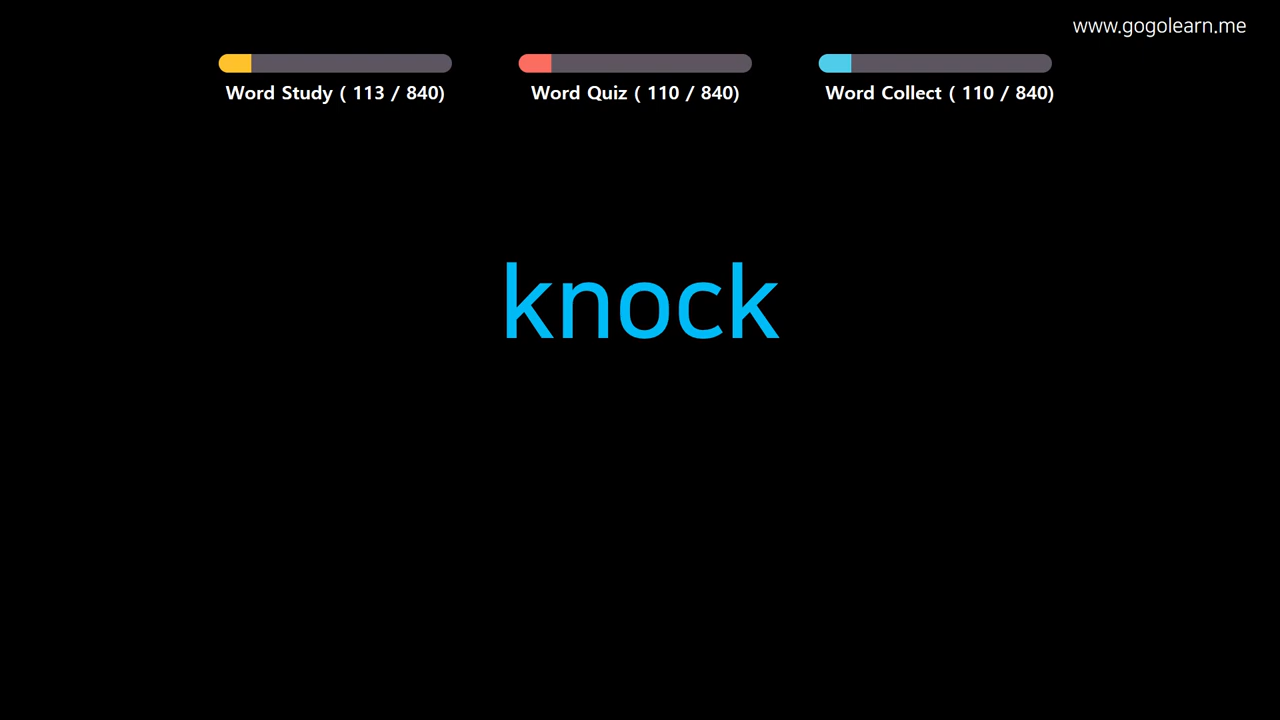 www.gogolearn.me
Word Study ( 113 / 840)
Word Quiz ( 110 / 840)
Word Collect ( 110 / 840)
knock